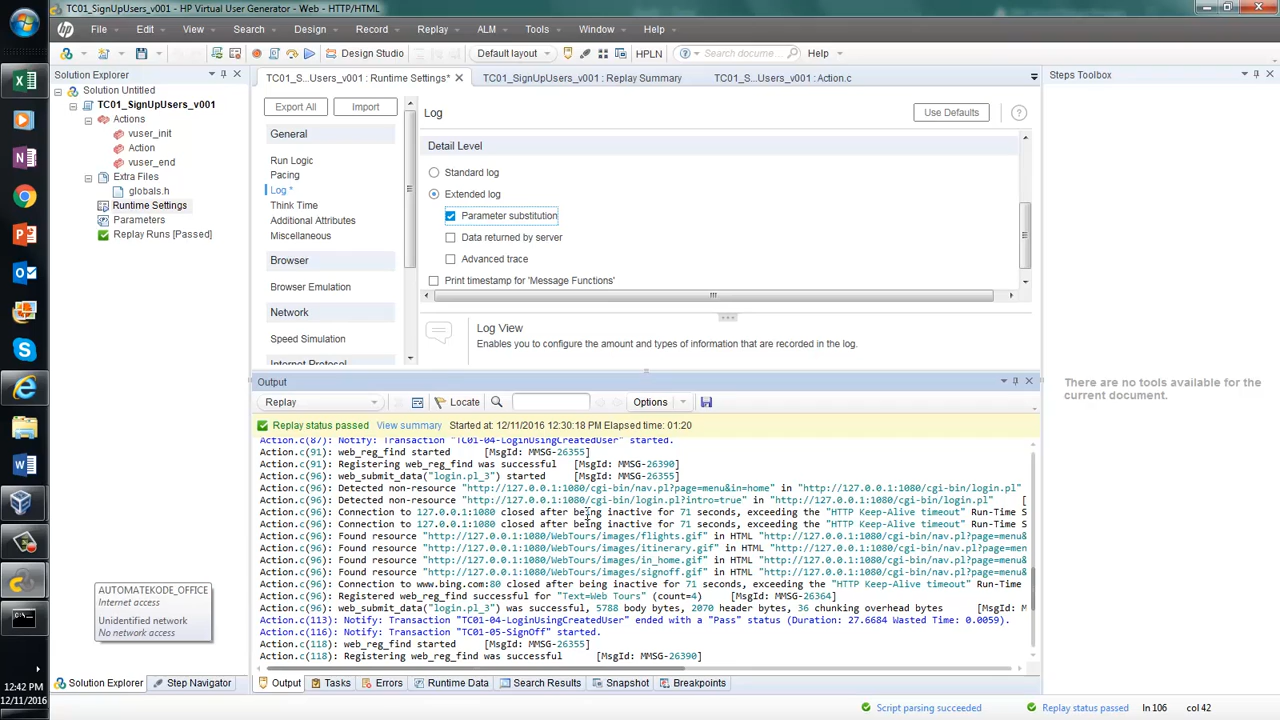 TC01_SignUpUsers_v001 - HP Virtual User Generator - Web - HTTP/HTML
File Edit View Search Design Record Replay ALM Tools Window Help
Design Studio Default layout HPLN Search docume... Help
Solution Explorer
Solution Untitled
TC01_SignUpUsers_v001
Actions
vuser_init
Action
vuser_end
Extra Files
globals.h
Runtime Settings
Parameters
Replay Runs [Passed]
TC01_S...Users_v001 : Runtime Settings* TC01_SignUpUsers_v001 : Replay Summary TC01_S...Users_v001 : Action.c
Export All Import
General
Run Logic
Pacing
Log *
Think Time
Additional Attributes
Miscellaneous
Browser
Browser Emulation
Network
Speed Simulation
Internet Protocol
Log Use Defaults ?
Detail Level
Standard log
Extended log
Parameter substitution
Data returned by server
Advanced trace
Print timestamp for 'Message Functions'
Log View
Enables you to configure the amount and types of information that are recorded in the log.
Steps Toolbox
There are no tools available for the
current document.
Output
Replay Locate Options
Replay status passed View summary Started at: 12/11/2016 12:30:18 PM Elapsed time: 01:20
Action.c(87): Notify: Transaction "TC01-04-LoginUsingCreatedUser" started.
Action.c(91): web_reg_find started [MsgId: MMSG-26355]
Action.c(91): Registering web_reg_find was successful [MsgId: MMSG-26390]
Action.c(96): web_submit_data("login.pl_3") started [MsgId: MMSG-26355]
Action.c(96): Detected non-resource "http://127.0.0.1:1080/cgi-bin/nav.pl?page=menu&in=home" in "http://127.0.0.1:1080/cgi-bin/login.pl"
Action.c(96): Detected non-resource "http://127.0.0.1:1080/cgi-bin/login.pl?intro=true" in "http://127.0.0.1:1080/cgi-bin/login.pl" [
Action.c(96): Connection to 127.0.0.1:1080 closed after being inactive for 71 seconds, exceeding the "HTTP Keep-Alive timeout" Run-Time S
Action.c(96): Connection to 127.0.0.1:1080 closed after being inactive for 71 seconds, exceeding the "HTTP Keep-Alive timeout" Run-Time S
Action.c(96): Found resource "http://127.0.0.1:1080/WebTours/images/flights.gif" in HTML "http://127.0.0.1:1080/cgi-bin/nav.pl?page=menu&
Action.c(96): Found resource "http://127.0.0.1:1080/WebTours/images/itinerary.gif" in HTML "http://127.0.0.1:1080/cgi-bin/nav.pl?page=men
Action.c(96): Found resource "http://127.0.0.1:1080/WebTours/images/in_home.gif" in HTML "http://127.0.0.1:1080/cgi-bin/nav.pl?page=menu&
Action.c(96): Found resource "http://127.0.0.1:1080/WebTours/images/signoff.gif" in HTML "http://127.0.0.1:1080/cgi-bin/nav.pl?page=menu&
Action.c(96): Connection to www.bing.com:80 closed after being inactive for 71 seconds, exceeding the "HTTP Keep-Alive timeout" Run-Time
Action.c(96): Registered web_reg_find successful for "Text=Web Tours" (count=4) [MsgId: MMSG-26364]
Action.c(96): web_submit_data("login.pl_3") was successful, 5788 body bytes, 2070 header bytes, 36 chunking overhead bytes [MsgId: M
Action.c(113): Notify: Transaction "TC01-04-LoginUsingCreatedUser" ended with a "Pass" status (Duration: 27.6684 Wasted Time: 0.0059).
Action.c(116): Notify: Transaction "TC01-05-SignOff" started.
Action.c(118): web_reg_find started [MsgId: MMSG-26355]
Action.c(118): Registering web_reg_find was successful [MsgId: MMSG-26390]
AUTOMATEKODE_OFFICE
Internet access
Unidentified network
No network access
Solution Explorer Step Navigator
Output Tasks Errors Runtime Data Search Results Snapshot Breakpoints
Script parsing succeeded Replay status passed ln 106 col 42
12:42 PM
12/11/2016